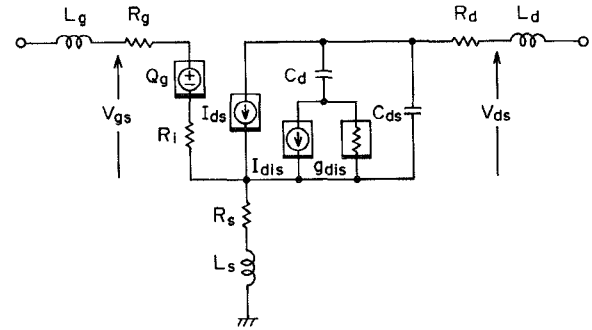 Lg Rg Rd Ld
Qg Cd
Vgs Ids Cds Vds
Ri
Idis gdis
Rs
Ls